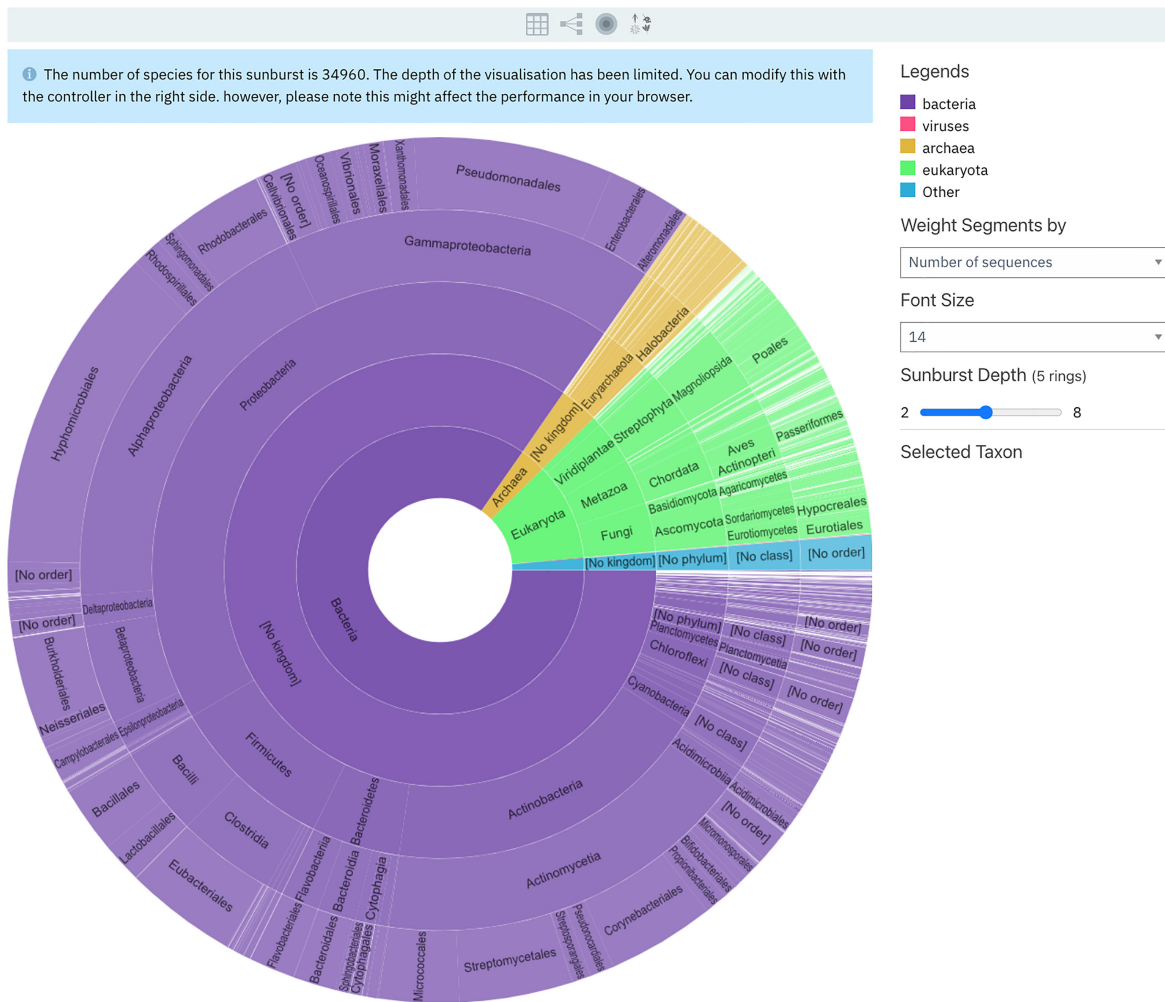 The number of species for this sunburst is 34960. The depth of the visualisation has been limited. You can modify this with
the controller in the right side. however, please note this might affect the performance in your browser.
Legends
bacteria
viruses
archaea
eukaryota
Other
Weight Segments by
Number of sequences
Font Size
14
Sunburst Depth (5 rings)
2
8
Selected Taxon
Bacteria
Archaea
Eukaryota
[No kingdom]
[No kingdom]
Viridiplantae
Metazoa
Fungi
[No kingdom]
Proteobacteria
Firmicutes
Bacteroidetes
Actinobacteria
Cyanobacteria
Chloroflexi
Planctomycetes
[No phylum]
Euryarchaeota
Streptophyta
Chordata
Basidiomycota
Ascomycota
[No phylum]
Gammaproteobacteria
Alphaproteobacteria
Deltaproteobacteria
Betaproteobacteria
Epsilonproteobacteria
Bacilli
Clostridia
Flavobacteriia
Bacteroidia
Cytophagia
Actinomycetia
Acidimicrobiia
[No class]
[No class]
Planctomycetia
[No class]
Halobacteria
Magnoliopsida
Aves
Actinopteri
Agaricomycetes
Sordariomycetes
Eurotiomycetes
[No class]
Alteromonadales
Enterobacterales
Pseudomonadales
Xanthomonadales
Moraxellales
Vibrionales
Oceanospirillales
[No order]
Cellvibrionales
Rhodobacterales
Sphingomonadales
Rhodospirillales
Hyphomicrobiales
[No order]
[No order]
Burkholderiales
Neisseriales
Campylobacterales
Bacillales
Lactobacillales
Eubacteriales
Flavobacteriales
Bacteroidales
Sphingobacteriales
Cytophagales
Micrococcales
Streptomycetales
Streptosporangiales
Pseudonocardiales
Corynebacteriales
Propionibacteriales
Bifidobacteriales
Micromonosporales
[No order]
Acidimicrobiales
[No order]
[No order]
[No order]
Poales
Passeriformes
Hypocreales
Eurotiales
[No order]